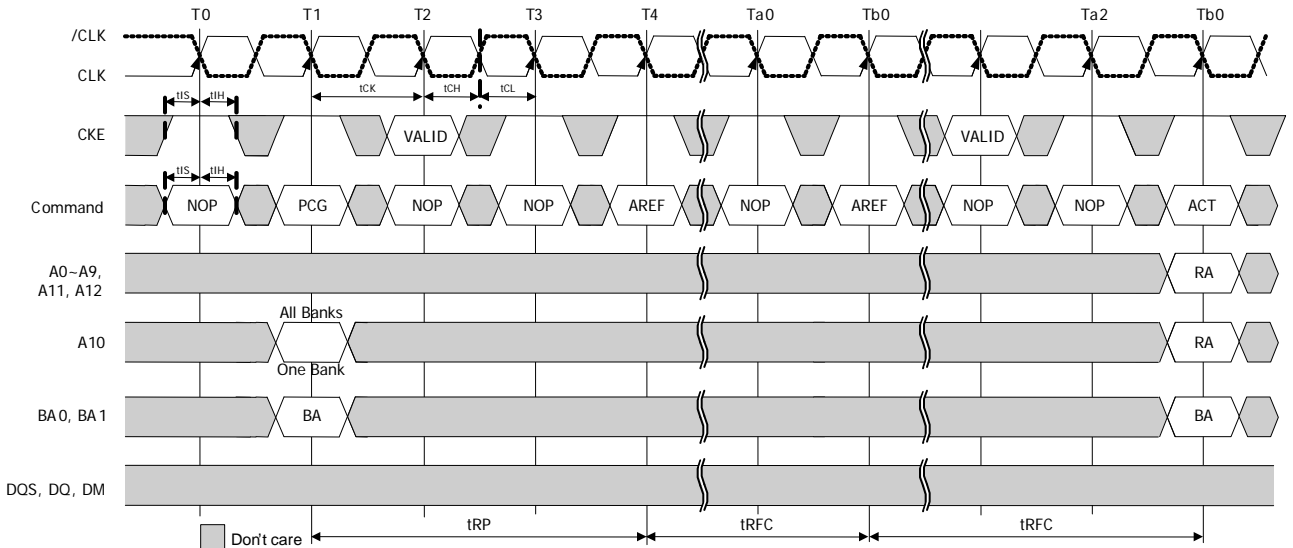 T0 T1 T2 T3 T4 Ta0 Tb0 Ta2 Tb0
/CLK
CLK
tCK tCH tCL
tIS tIH
CKE VALID VALID
tIS tIH
Command NOP PCG NOP NOP AREF NOP AREF NOP NOP ACT
A0~A9,
A11, A12 RA
All Banks
A10 RA
One Bank
BA0, BA1 BA BA
DQS, DQ, DM
tRP tRFC tRFC
Don't care